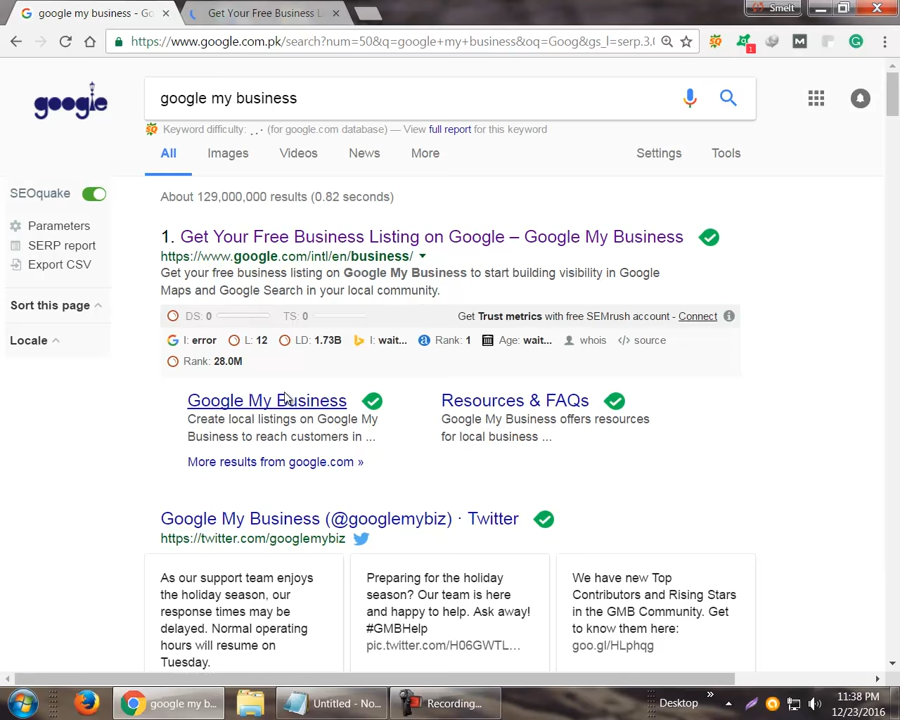 google my business - Go
Get Your Free Business L
Smelt
https://www.google.com.pk/search?num=50&q=google+my+business&oq=Goog&gs_l=serp.3.0
1
M
google
google my business
Keyword difficulty: (for google.com database) — View full report for this keyword
All Images Videos News More Settings Tools
SEOquake
Parameters
SERP report
Export CSV
Sort this page
Locale
About 129,000,000 results (0.82 seconds)
1. Get Your Free Business Listing on Google – Google My Business
https://www.google.com/intl/en/business/
Get your free business listing on Google My Business to start building visibility in Google
Maps and Google Search in your local community.
DS: 0 TS: 0 Get Trust metrics with free SEMrush account - Connect
I: error L: 12 LD: 1.73B I: wait... Rank: 1 Age: wait... whois </> source
Rank: 28.0M
Google My Business
Create local listings on Google My
Business to reach customers in ...
Resources & FAQs
Google My Business offers resources
for local business ...
More results from google.com »
Google My Business (@googlemybiz) · Twitter
https://twitter.com/googlemybiz
As our support team enjoys
the holiday season, our
response times may be
delayed. Normal operating
hours will resume on
Tuesday.
Preparing for the holiday
season? Our team is here
and happy to help. Ask away!
#GMBHelp
pic.twitter.com/H06GWTL...
We have new Top
Contributors and Rising Stars
in the GMB Community. Get
to know them here:
goo.gl/HLphqg
google my b...
Untitled - No...
Recording...
Desktop
11:38 PM
12/23/2016